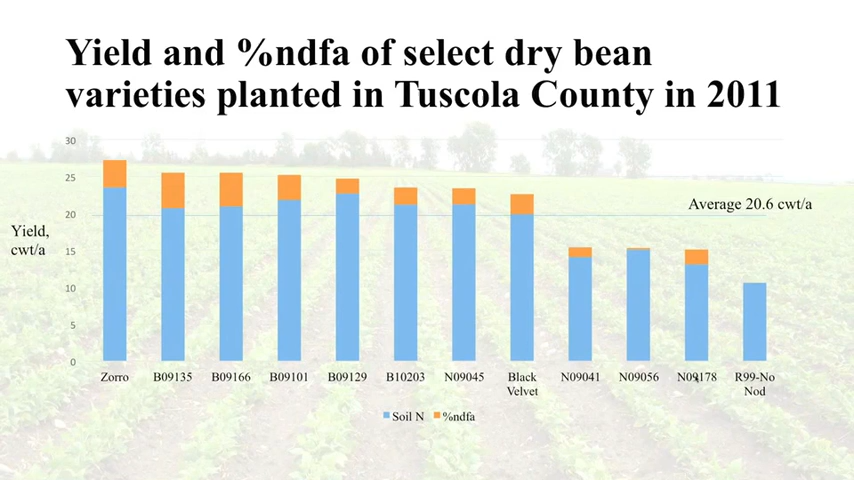 Yield and %ndfa of select dry bean
varieties planted in Tuscola County in 2011
30
25
20
15
10
5
0
Yield,
cwt/a
Average 20.6 cwt/a
Zorro B09135 B09166 B09101 B09129 B10203 N09045 Black Velvet N09041 N09056 N09178 R99-No Nod
Soil N %ndfa